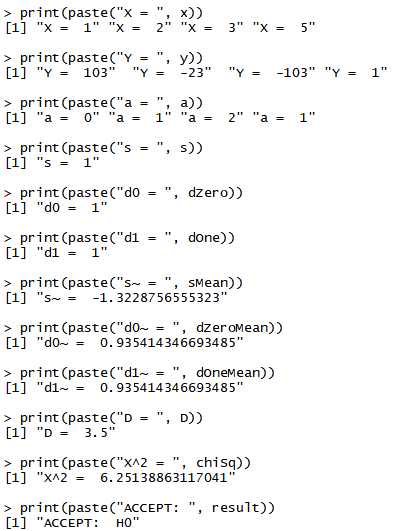 > print(paste("X = ", x))
[1] "X =  1" "X =  2" "X =  3" "X =  5"
> print(paste("Y = ", y))
[1] "Y =  103"  "Y =  -23"  "Y =  -103" "Y =  1"
> print(paste("a = ", a))
[1] "a =  0" "a =  1" "a =  2" "a =  1"
> print(paste("s = ", s))
[1] "s =  1"
> print(paste("d0 = ", dZero))
[1] "d0 =  1"
> print(paste("d1 = ", dOne))
[1] "d1 =  1"
> print(paste("s~ = ", sMean))
[1] "s~ =  -1.3228756555323"
> print(paste("d0~ = ", dZeroMean))
[1] "d0~ =  0.935414346693485"
> print(paste("d1~ = ", dOneMean))
[1] "d1~ =  0.935414346693485"
> print(paste("D = ", D))
[1] "D =  3.5"
> print(paste("X^2 = ", chiSq))
[1] "X^2 =  6.25138863117041"
> print(paste("ACCEPT: ", result))
[1] "ACCEPT:  H0"